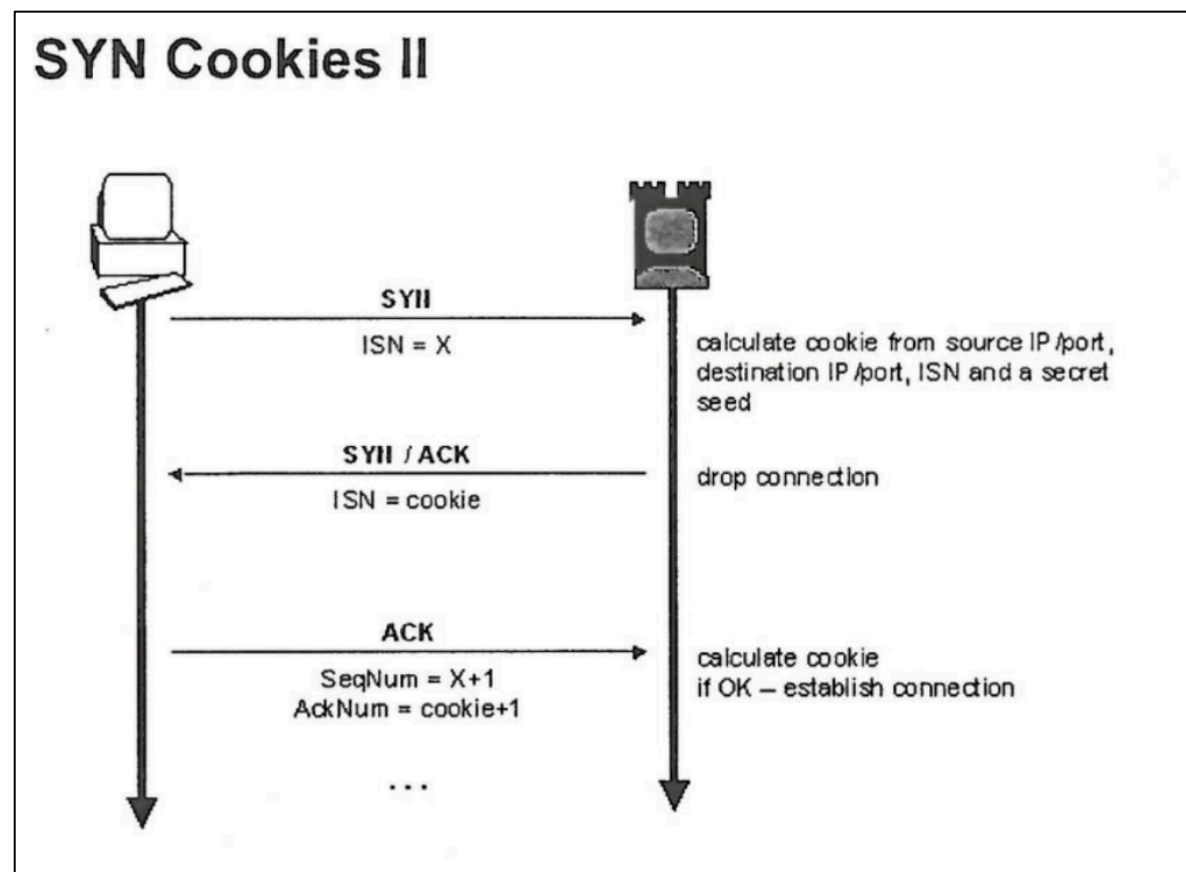 SYN Cookies II
SYN
ISN = X
calculate cookie from source IP/port,
destination IP/port, ISN and a secret
seed
SYN / ACK
ISN = cookie
drop connection
ACK
SeqNum = X+1
AckNum = cookie+1
calculate cookie
if OK – establish connection
...